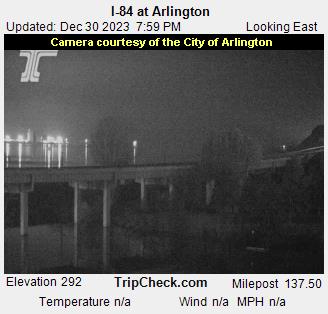 I-84 at Arlington
Updated: Dec 30 2023 7:59 PM Looking East
Camera courtesy of the City of Arlington
Elevation 292 TripCheck.com Milepost 137.50
Temperature n/a Wind n/a MPH n/a